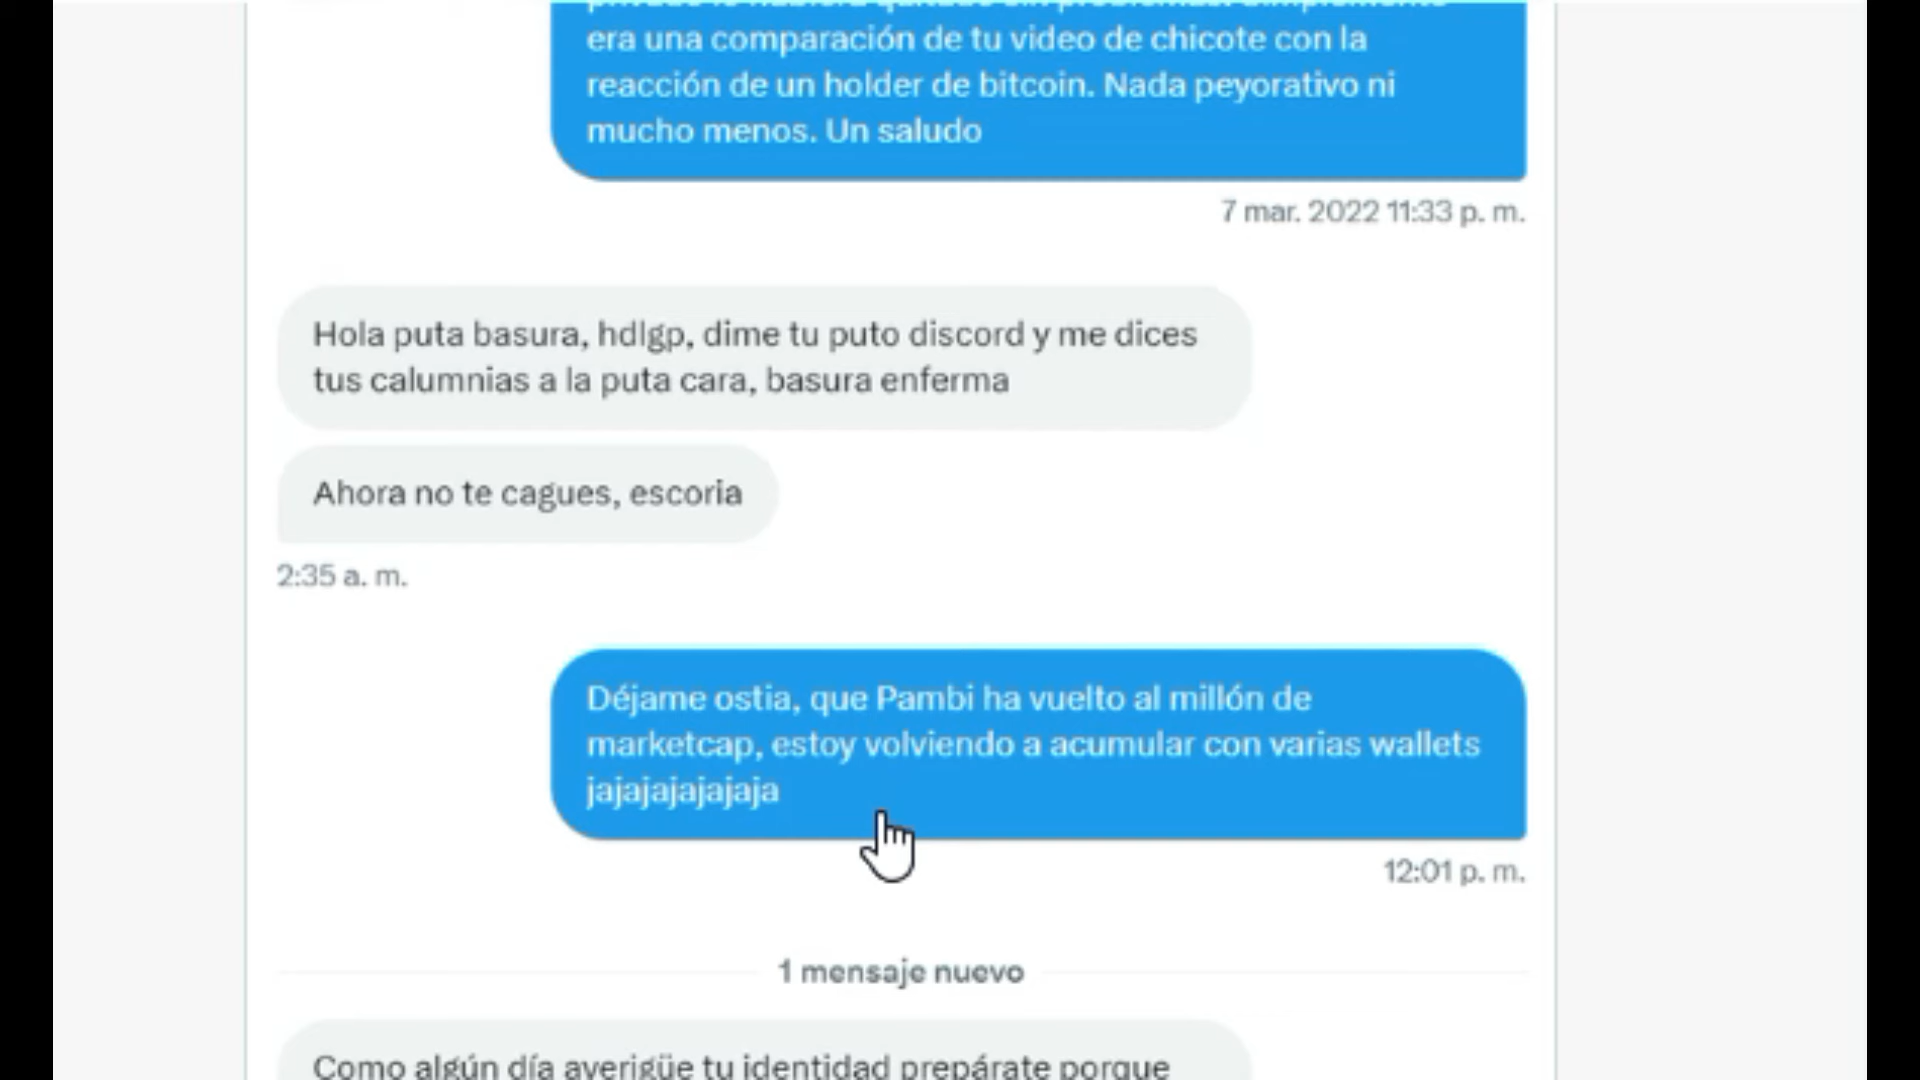 era una comparación de tu video de chicote con la
reacción de un holder de bitcoin. Nada peyorativo ni
mucho menos. Un saludo
7 mar. 2022 11:33 p. m.
Hola puta basura, hdlgp, dime tu puto discord y me dices
tus calumnias a la puta cara, basura enferma
Ahora no te cagues, escoria
2:35 a. m.
Déjame ostia, que Pambi ha vuelto al millón de
marketcap, estoy volviendo a acumular con varias wallets
jajajajajajaja
12:01 p. m.
1 mensaje nuevo
Como algún día averigüe tu identidad prepárate porque